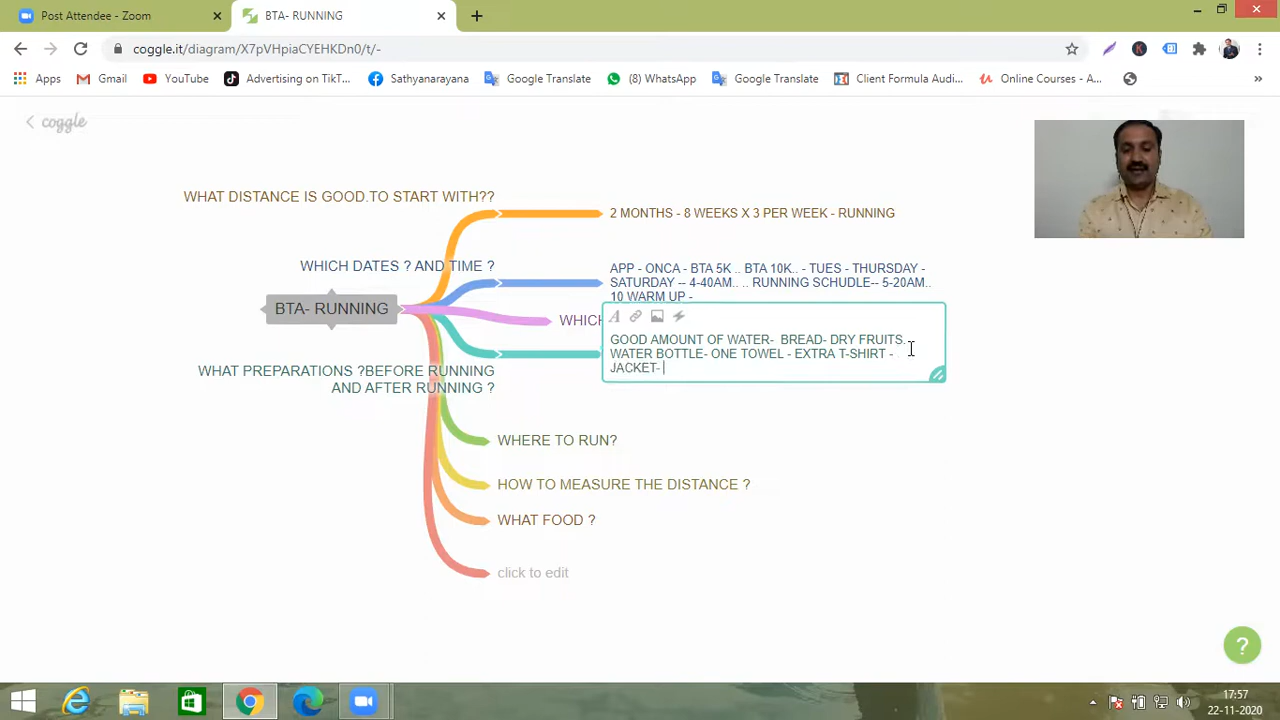 Post Attendee - Zoom
BTA- RUNNING
coggle.it/diagram/X7pVHpiaCYEHKDn0/t/-
Apps
Gmail
YouTube
Advertising on TikT...
Sathyanarayana
Google Translate
(8) WhatsApp
Google Translate
Client Formula Audi...
Online Courses - A...
»
coggle
WHAT DISTANCE IS GOOD.TO START WITH??
2 MONTHS - 8 WEEKS X 3 PER WEEK - RUNNING
WHICH DATES ? AND TIME ?
APP - ONCA - BTA 5K .. BTA 10K.. - TUES - THURSDAY -
SATURDAY -- 4-40AM.. .. RUNNING SCHUDLE-- 5-20AM..
10 WARM UP -
BTA- RUNNING
WHICH
GOOD AMOUNT OF WATER-  BREAD- DRY FRUITS.
WATER BOTTLE- ONE TOWEL - EXTRA T-SHIRT -
JACKET-
WHAT PREPARATIONS ?BEFORE RUNNING
AND AFTER RUNNING ?
WHERE TO RUN?
HOW TO MEASURE THE DISTANCE ?
WHAT FOOD ?
click to edit
?
17:57
22-11-2020